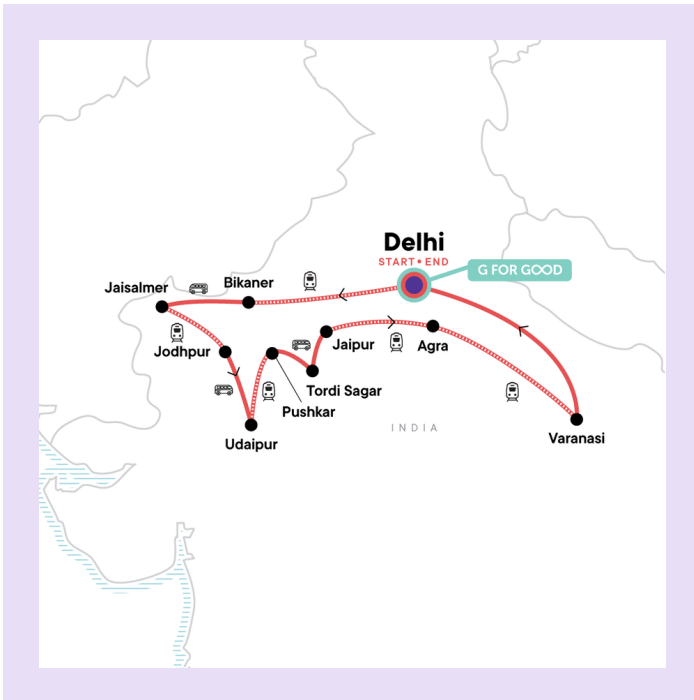 Delhi
START • END
G FOR GOOD
Bikaner
Jaisalmer
Jodhpur
Jaipur
Agra
Tordi Sagar
Pushkar
INDIA
Udaipur
Varanasi